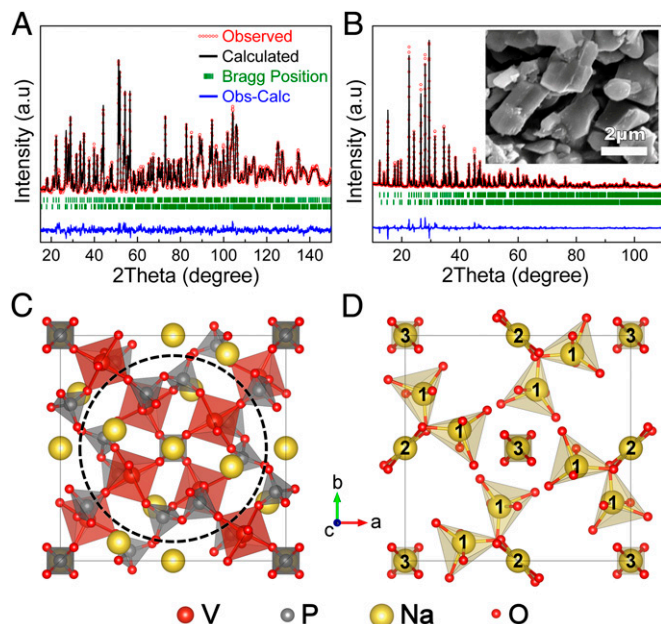 A
Observed
Calculated
Bragg Position
Obs-Calc
Intensity (a.u)
20 40 60 80 100 120 140
2Theta (degree)
B
2μm
Intensity (a.u)
20 40 60 80 100
2Theta (degree)
C
b
c a
D
3 2 3
1
1
1
1
2 3 2
1
1
1
1
3 2 3
V P Na O